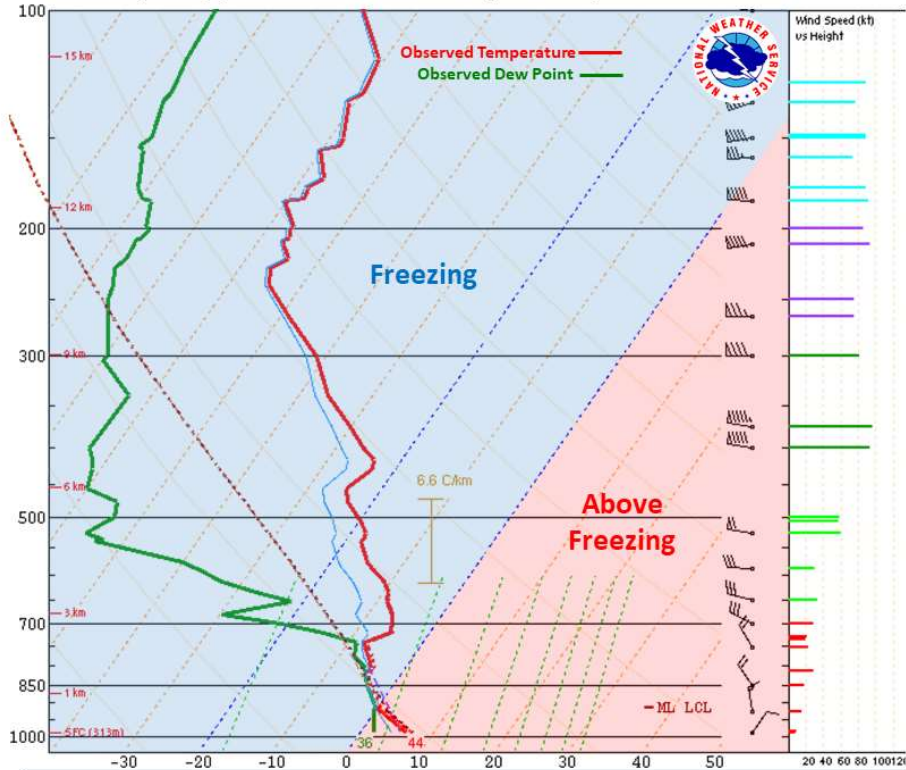 100
Wind Speed (kt)
vs Height
Observed Temperature
Observed Dew Point
NATIONAL WEATHER SERVICE
15 km
12 km
200
Freezing
300
9 km
6.6 C/km
6 km
500
Above
Freezing
3 km
700
850
1 km
ML LCL
SFC (313m)
1000
36
44
-30
-20
-10
0
10
20
30
40
50
20 40 60 80 100 120